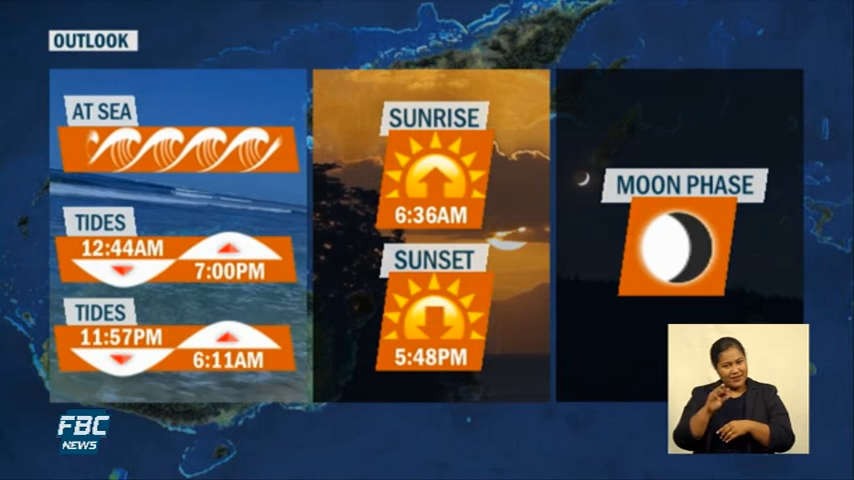 OUTLOOK
AT SEA
TIDES
12:44AM
7:00PM
TIDES
11:57PM
6:11AM
SUNRISE
6:36AM
SUNSET
5:48PM
MOON PHASE
FBC
NEWS